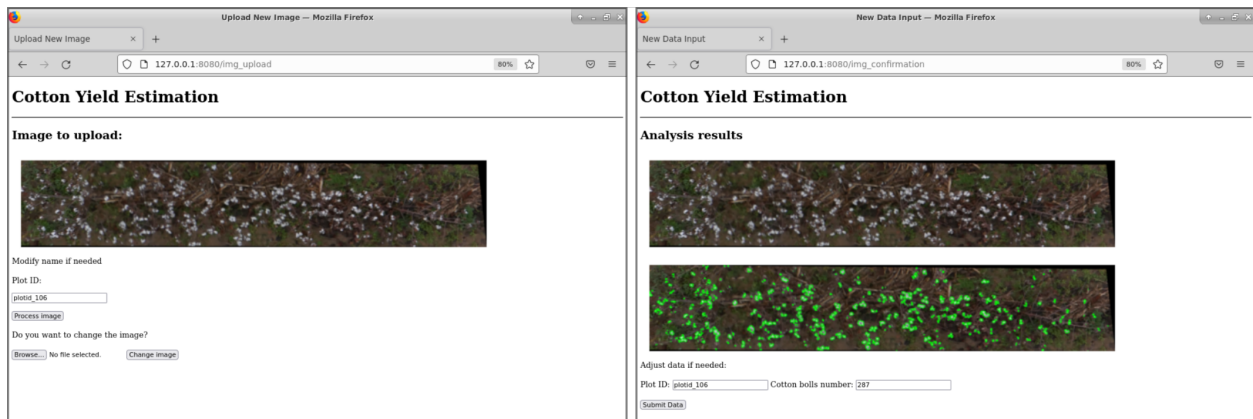 Upload New Image — Mozilla Firefox
Upload New Image × +
127.0.0.1:8080/img_upload 80%
Cotton Yield Estimation
Image to upload:
Modify name if needed
Plot ID:
plotid_106
Process image
Do you want to change the image?
Browse... No file selected. Change image
New Data Input — Mozilla Firefox
New Data Input × +
127.0.0.1:8080/img_confirmation 80%
Cotton Yield Estimation
Analysis results
Adjust data if needed:
Plot ID: plotid_106 Cotton bolls number: 287
Submit Data